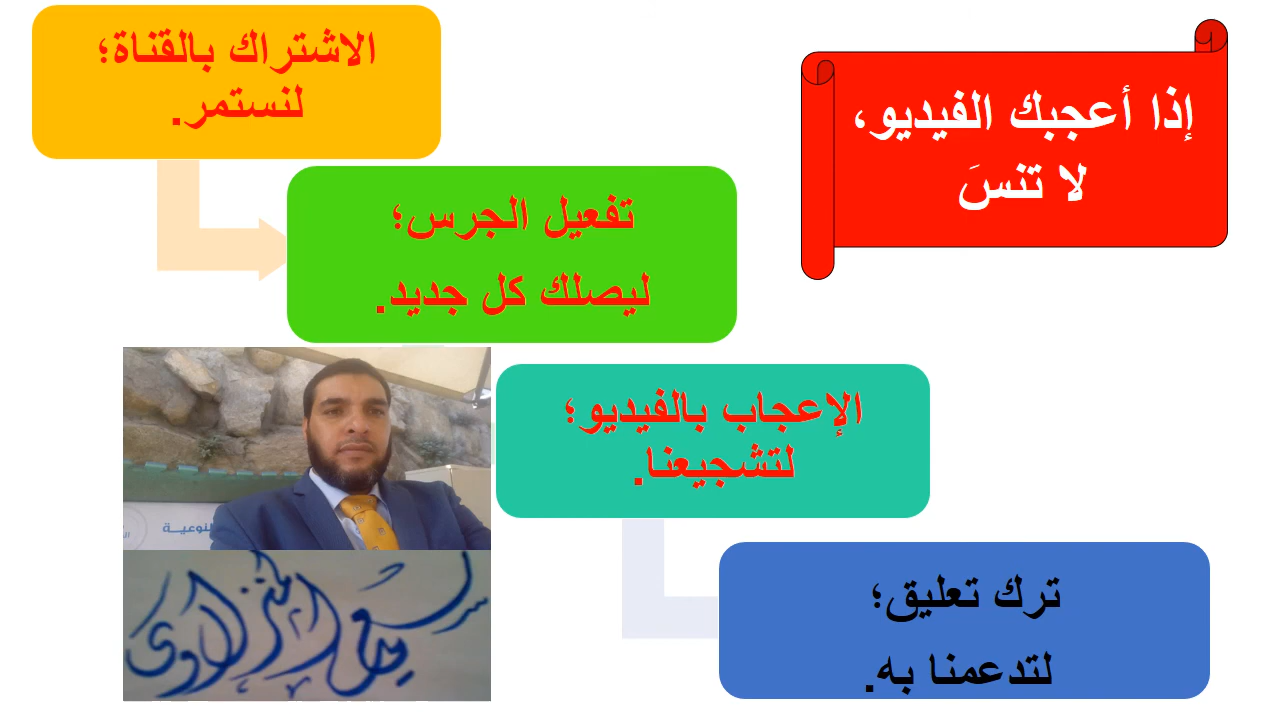 إذا أعجبك الفيديو،
لا تنسَ
الاشتراك بالقناة؛
لنستمر.
تفعيل الجرس؛
ليصلك كل جديد.
الإعجاب بالفيديو؛
لتشجيعنا.
ترك تعليق؛
لتدعمنا به.